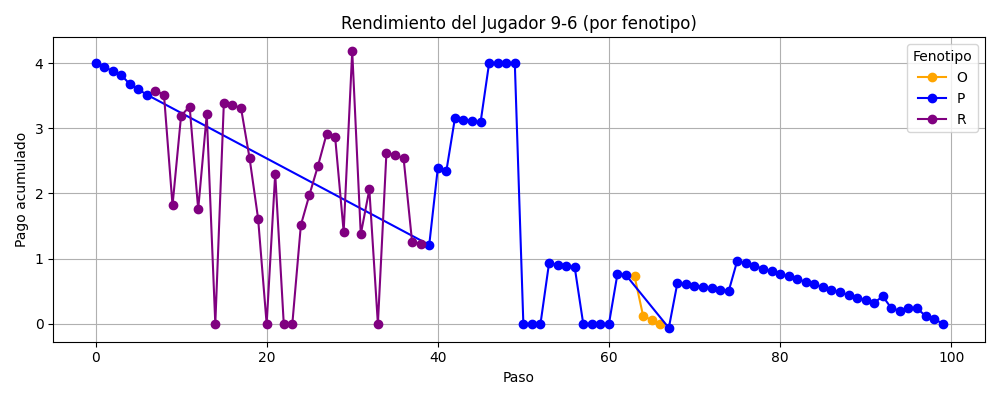 Rendimiento del Jugador 9-6 (por fenotipo)
Pago acumulado
4
3
2
1
0
Fenotipo
O
P
R
0 20 40 60 80 100
Paso